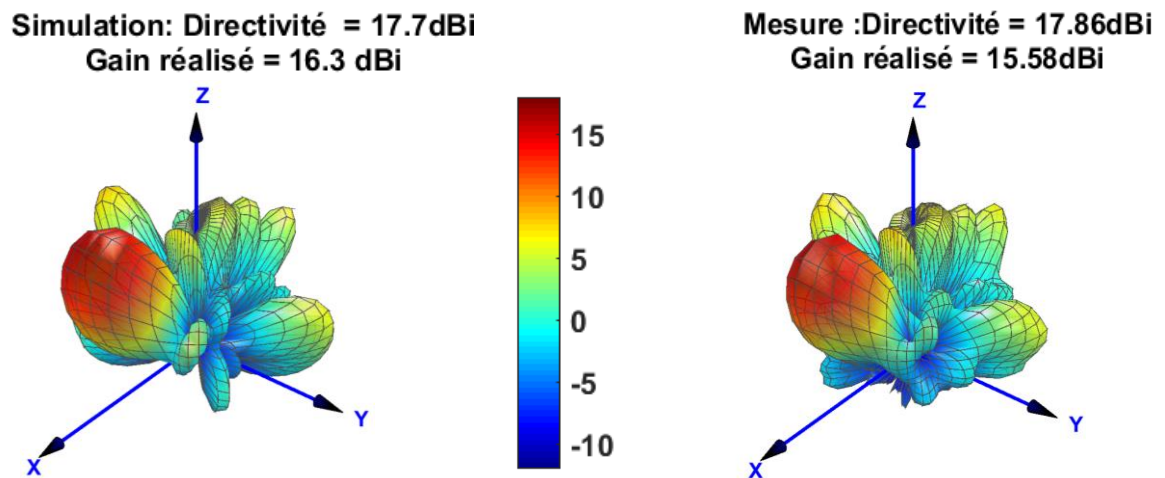 Simulation: Directivité = 17.7dBi
Gain réalisé = 16.3 dBi
Z
Y
X
15
10
5
0
-5
-10
Mesure :Directivité = 17.86dBi
Gain réalisé = 15.58dBi
Z
Y
X